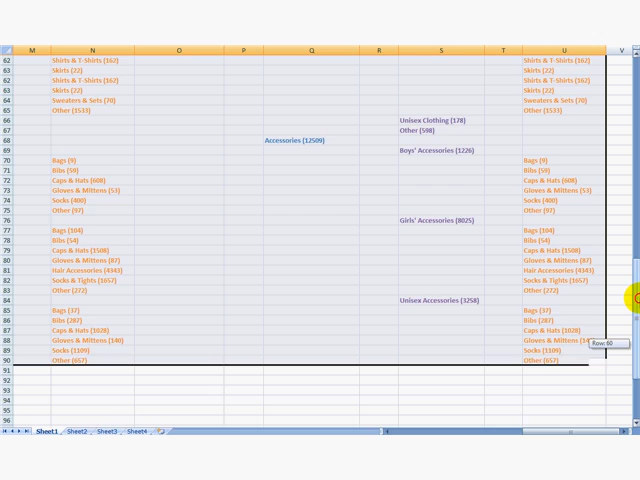 M N O P Q R S T U V
62 Shirts & T-Shirts (162) Shirts & T-Shirts (162)
63 Skirts (22) Skirts (22)
62 Shirts & T-Shirts (162) Shirts & T-Shirts (162)
63 Skirts (22) Skirts (22)
64 Sweaters & Sets (70) Sweaters & Sets (70)
65 Other (1533) Other (1533)
66 Unisex Clothing (178)
67 Other (598)
68 Accessories (12509)
69 Boys' Accessories (1226)
70 Bags (9) Bags (9)
71 Bibs (59) Bibs (59)
72 Caps & Hats (608) Caps & Hats (608)
73 Gloves & Mittens (53) Gloves & Mittens (53)
74 Socks (400) Socks (400)
75 Other (97) Other (97)
76 Girls' Accessories (8025)
77 Bags (104) Bags (104)
78 Bibs (54) Bibs (54)
79 Caps & Hats (1508) Caps & Hats (1508)
80 Gloves & Mittens (87) Gloves & Mittens (87)
81 Hair Accessories (4343) Hair Accessories (4343)
82 Socks & Tights (1657) Socks & Tights (1657)
83 Other (272) Other (272)
84 Unisex Accessories (3258)
85 Bags (37) Bags (37)
86 Bibs (287) Bibs (287)
87 Caps & Hats (1028) Caps & Hats (1028)
88 Gloves & Mittens (140) Gloves & Mittens (14 Row: 60
89 Socks (1109) Socks (1109)
90 Other (657) Other (657)
91
92
93
94
95
96
Sheet1 Sheet2 Sheet3 Sheet4